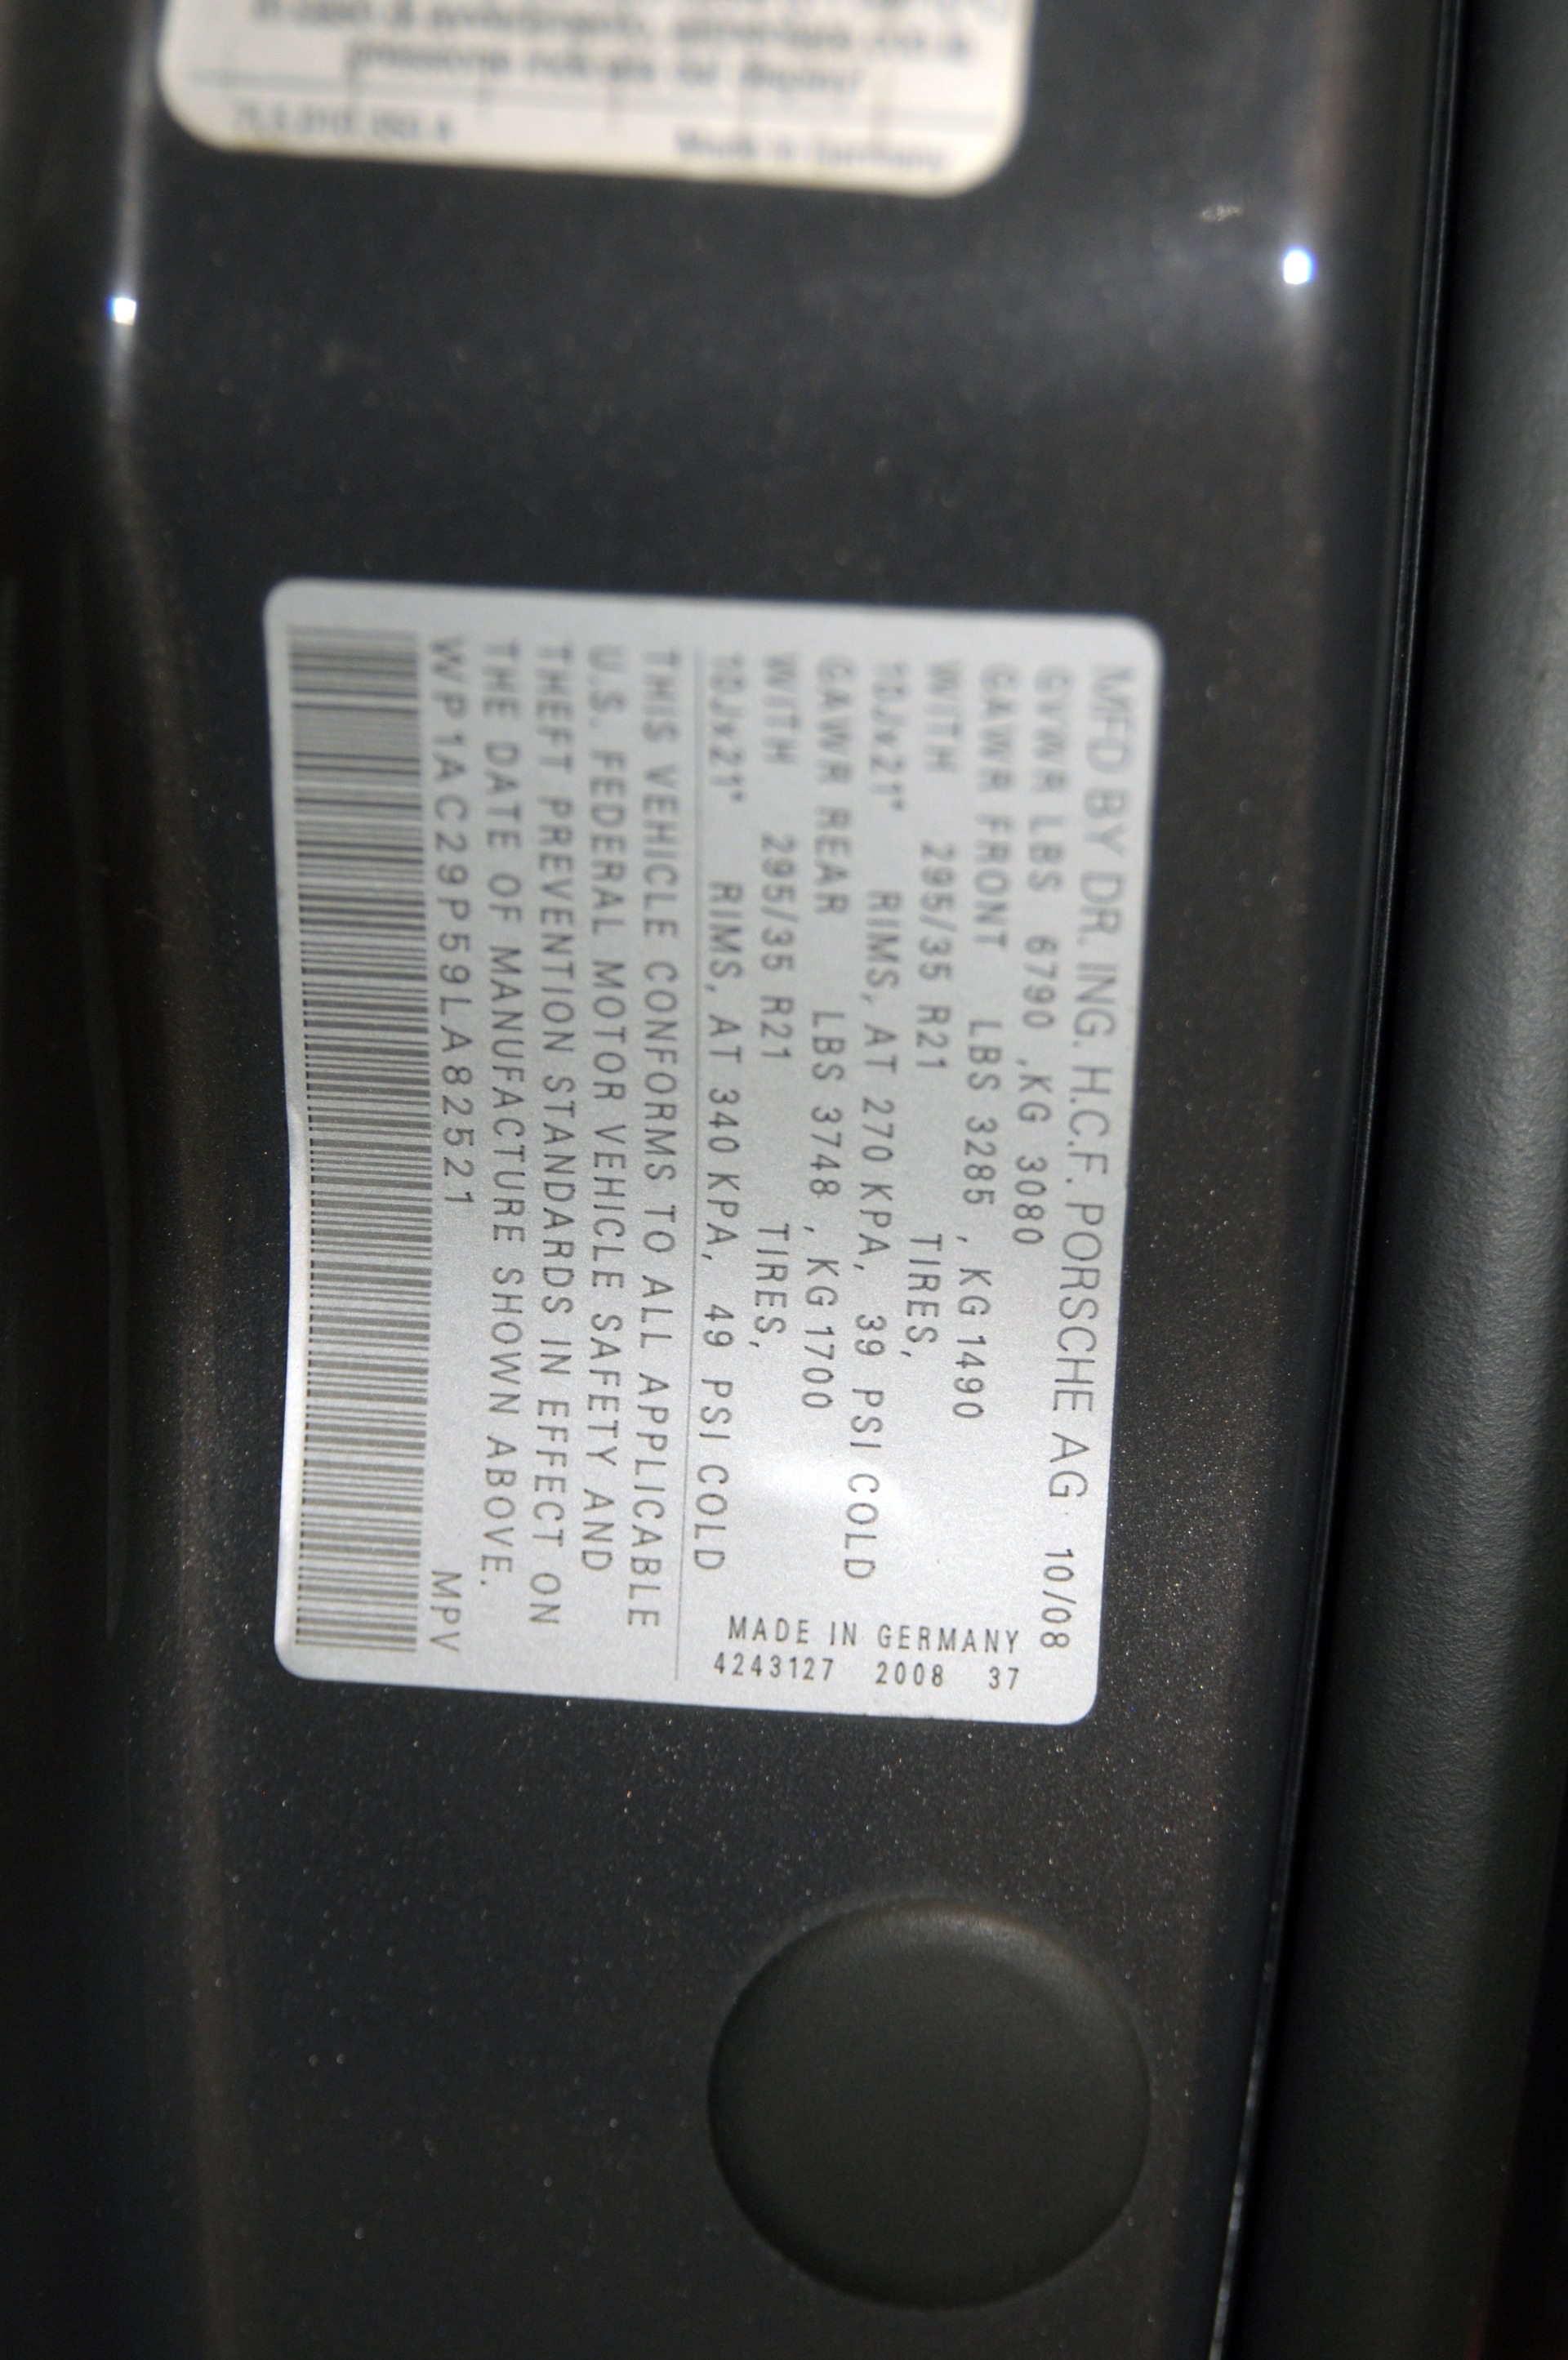 Made in Germany
MFD BY DR. ING. H.C.F. PORSCHE AG 10/08
GVWR LBS 6790 ,KG 3080
GAWR FRONT LBS 3285 , KG 1490
WITH 295/35 R21 TIRES,
10Jx21" RIMS, AT 270 KPA, 39 PSI COLD
GAWR REAR LBS 3748 , KG 1700
WITH 295/35 R21 TIRES,
10Jx21" RIMS, AT 340 KPA, 49 PSI COLD
MADE IN GERMANY
4243127 2008 37
THIS VEHICLE CONFORMS TO ALL APPLICABLE
U.S. FEDERAL MOTOR VEHICLE SAFETY AND
THEFT PREVENTION STANDARDS IN EFFECT ON
THE DATE OF MANUFACTURE SHOWN ABOVE.
WP1AC29P59LA82521 MPV